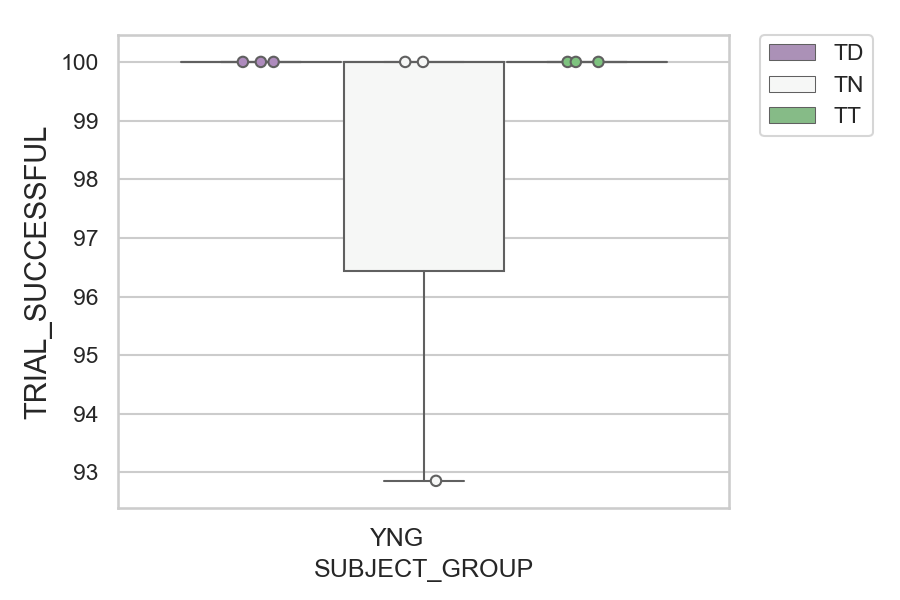 100
99
98
97
96
95
94
93
TRIAL_SUCCESSFUL
YNG
SUBJECT_GROUP
TD
TN
TT